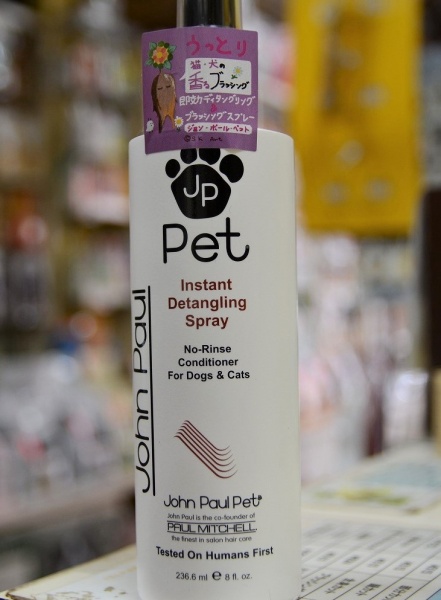 うっとり
猫・犬の
香るブラッシング
即効ディタングリング
ブラッシングスプレー
ジョン・ポール・ペット
JP
Pet
John Paul
Instant
Detangling
Spray
No-Rinse
Conditioner
For Dogs & Cats
John Paul Pet®
John Paul is the co-founder of
PAUL MITCHELL
the finest in salon hair care
Tested On Humans First
236.6 ml e 8 fl. oz.